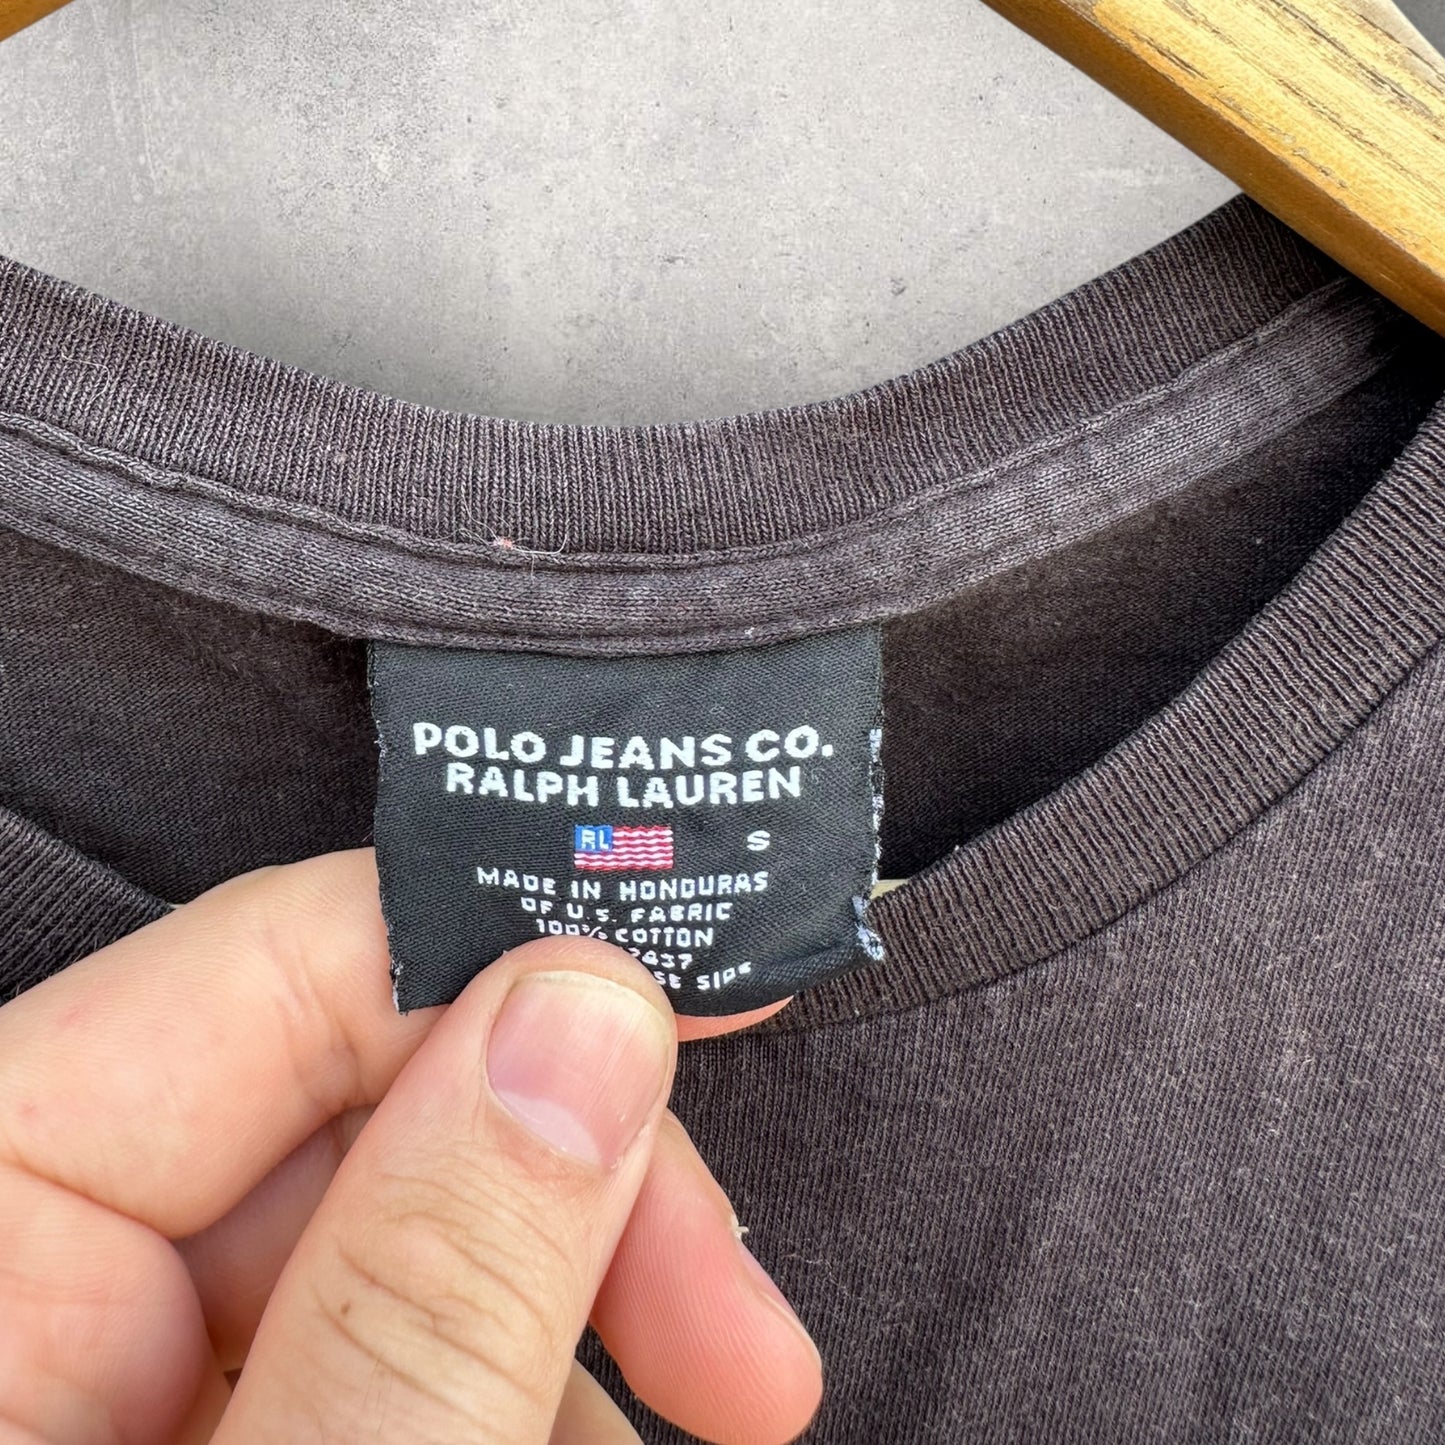 POLO JEANS CO.
RALPH LAUREN
RL
S
MADE IN HONDURAS
OF U.S. FABRIC
100% COTTON